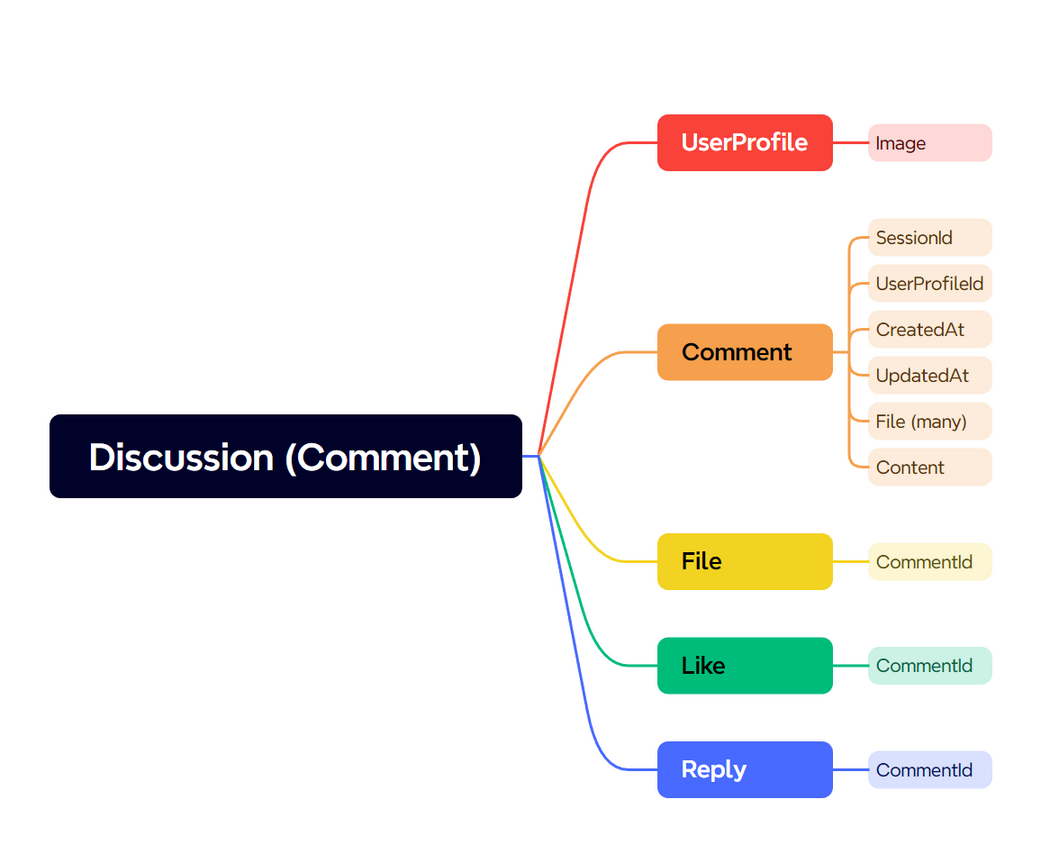 Discussion (Comment)
UserProfile
Image
Comment
SessionId
UserProfileId
CreatedAt
UpdatedAt
File (many)
Content
File
CommentId
Like
CommentId
Reply
CommentId